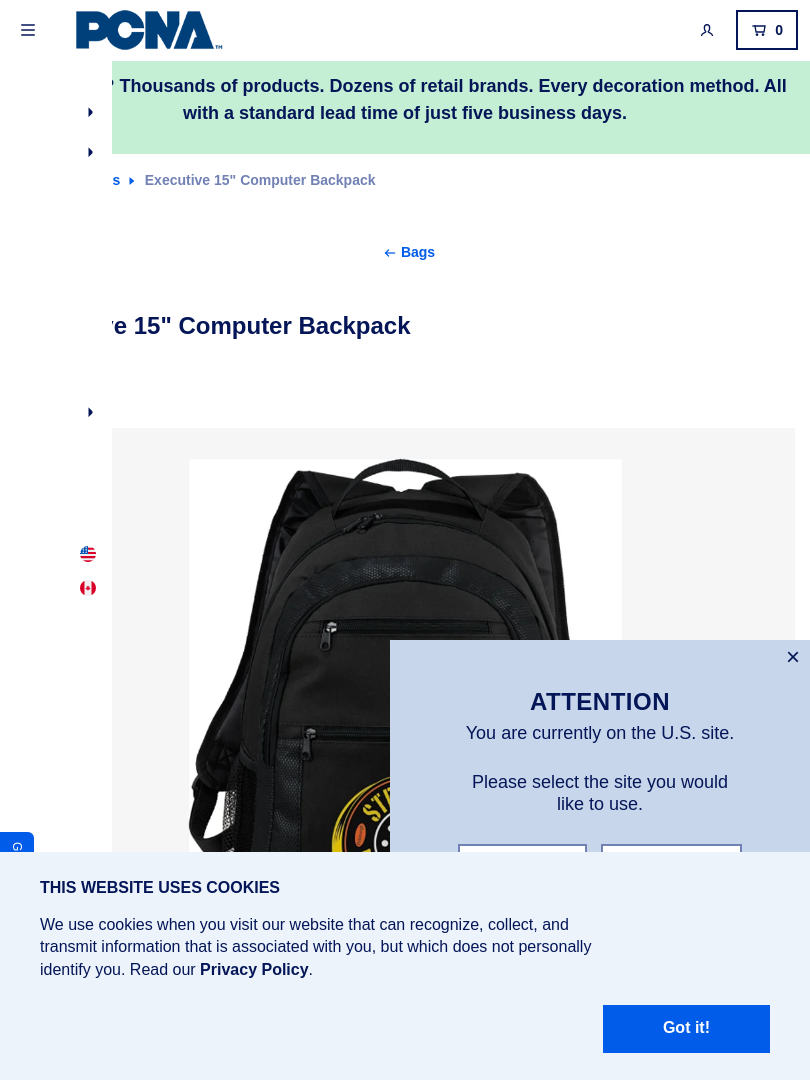 PCNA™
0
Thousands of products. Dozens of retail brands. Every decoration method. All
with a standard lead time of just five business days.
Executive 15" Computer Backpack
Bags
15" Computer Backpack
ATTENTION
You are currently on the U.S. site.
Please select the site you would
like to use.
G
THIS WEBSITE USES COOKIES
We use cookies when you visit our website that can recognize, collect, and
transmit information that is associated with you, but which does not personally
identify you. Read our Privacy Policy.
Got it!